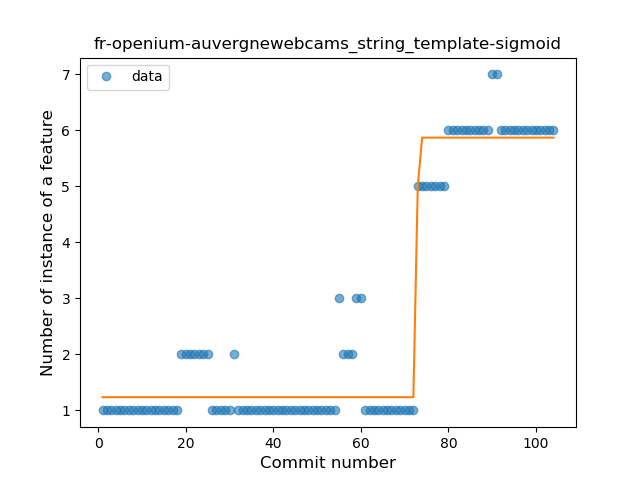 fr-openium-auvergnewebcams_string_template-sigmoid
data
Number of instance of a feature
7
6
5
4
3
2
1
0 20 40 60 80 100
Commit number